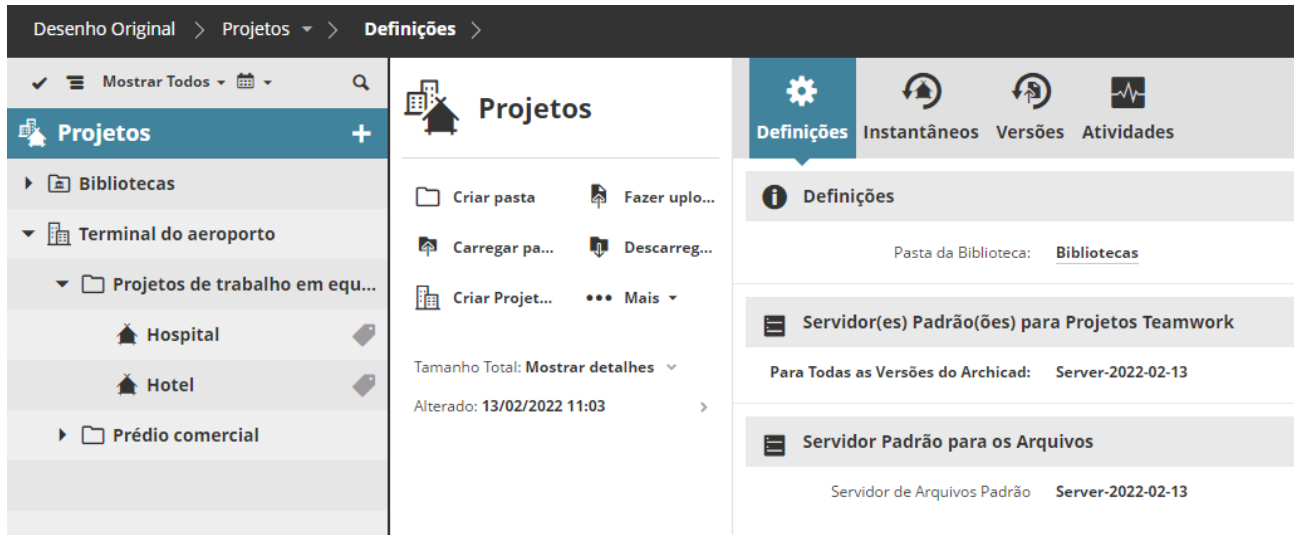 Desenho Original > Projetos > Definições >
Mostrar Todos
Projetos +
Bibliotecas
Terminal do aeroporto
Projetos de trabalho em equ...
Hospital
Hotel
Prédio comercial
Projetos
Criar pasta
Fazer uplo...
Carregar pa...
Descarreg...
Criar Projet...
Mais
Tamanho Total: Mostrar detalhes
Alterado: 13/02/2022 11:03 >
Definições Instantâneos Versões Atividades
Definições
Pasta da Biblioteca: Bibliotecas
Servidor(es) Padrão(ões) para Projetos Teamwork
Para Todas as Versões do Archicad: Server-2022-02-13
Servidor Padrão para os Arquivos
Servidor de Arquivos Padrão Server-2022-02-13